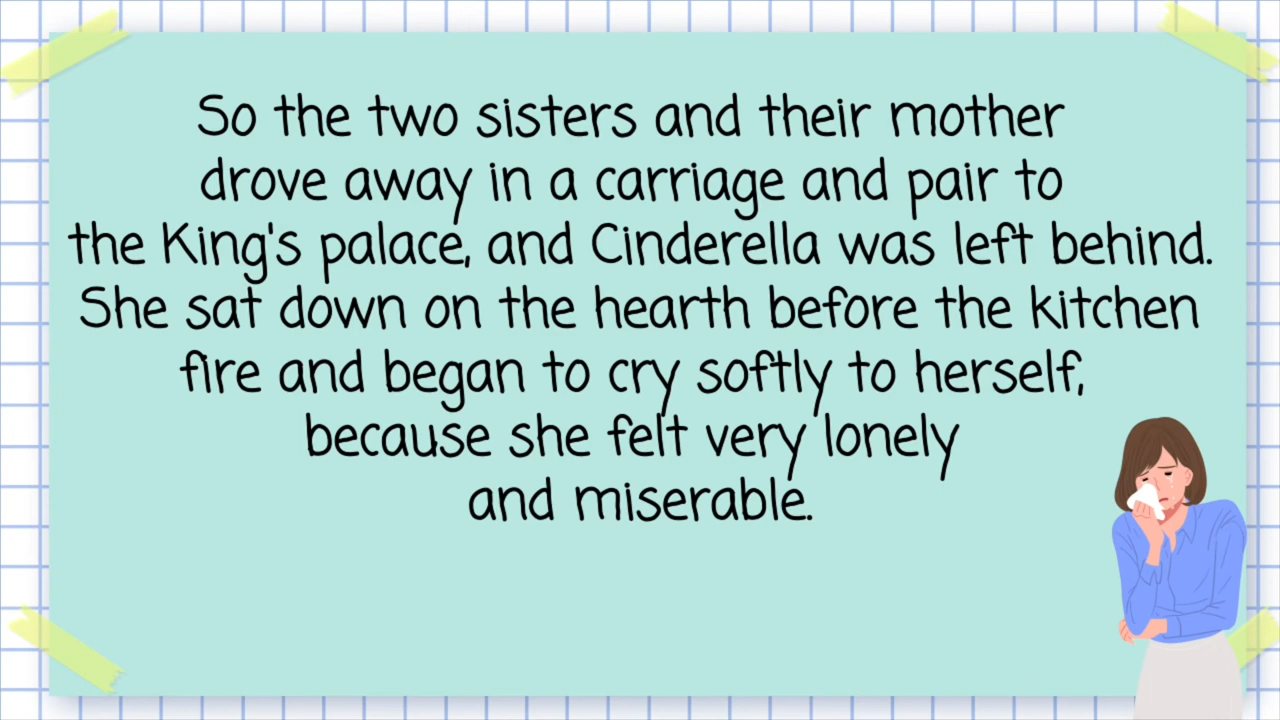 So the two sisters and their mother
drove away in a carriage and pair to
the King's palace, and Cinderella was left behind.
She sat down on the hearth before the kitchen
fire and began to cry softly to herself,
because she felt very lonely
and miserable.